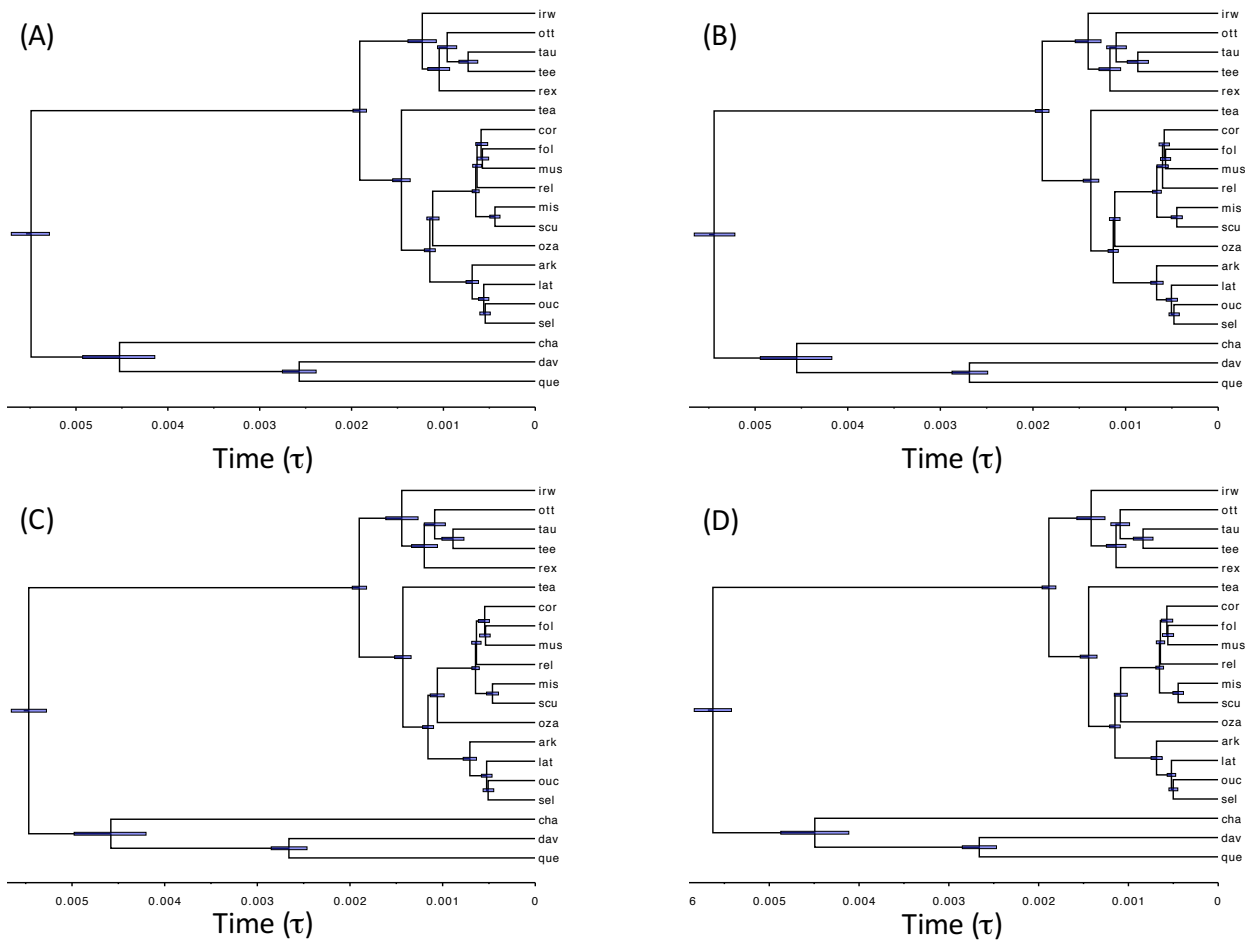 (A)
irw
ott
tau
tee
rex
tea
cor
fol
mus
rel
mis
scu
oza
ark
lat
ouc
sel
cha
dav
que
0.005 0.004 0.003 0.002 0.001 0
Time (τ)
(B)
irw
ott
tau
tee
rex
tea
cor
fol
mus
rel
mis
scu
oza
ark
lat
ouc
sel
cha
dav
que
0.005 0.004 0.003 0.002 0.001 0
Time (τ)
(C)
irw
ott
tau
tee
rex
tea
cor
fol
mus
rel
mis
scu
oza
ark
lat
ouc
sel
cha
dav
que
0.005 0.004 0.003 0.002 0.001 0
Time (τ)
(D)
irw
ott
tau
tee
rex
tea
cor
fol
mus
rel
mis
scu
oza
ark
lat
ouc
sel
cha
dav
que
6 0.005 0.004 0.003 0.002 0.001 0
Time (τ)